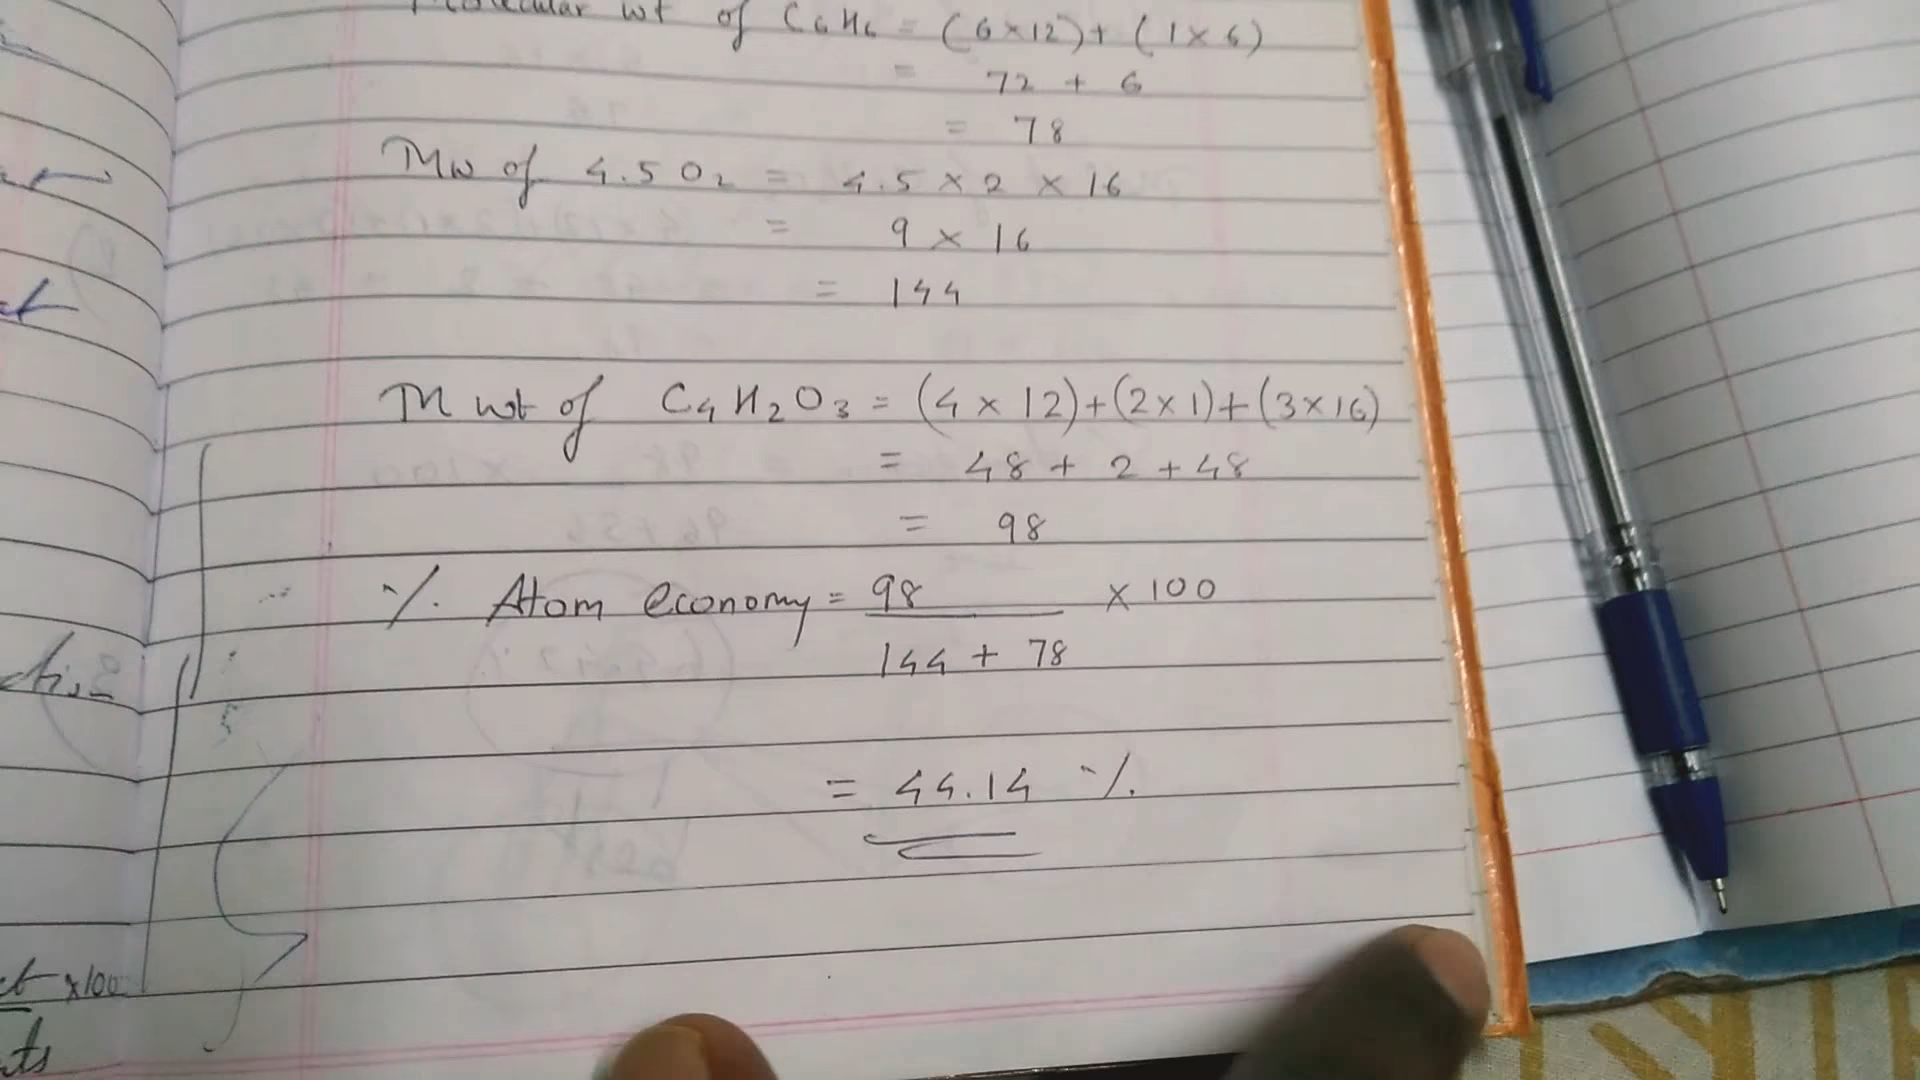 Molecular wt of C6H6 = (6×12)+(1×6)
= 72 + 6
= 78
Mw of 4.5 O2 = 4.5 × 2 × 16
= 9 × 16
= 144
M wt of C4H2O3 = (4 × 12)+(2×1)+(3×16)
= 48 + 2 + 48
= 98
% Atom economy = 98 × 100
144 + 78
= 44.14 %
×100